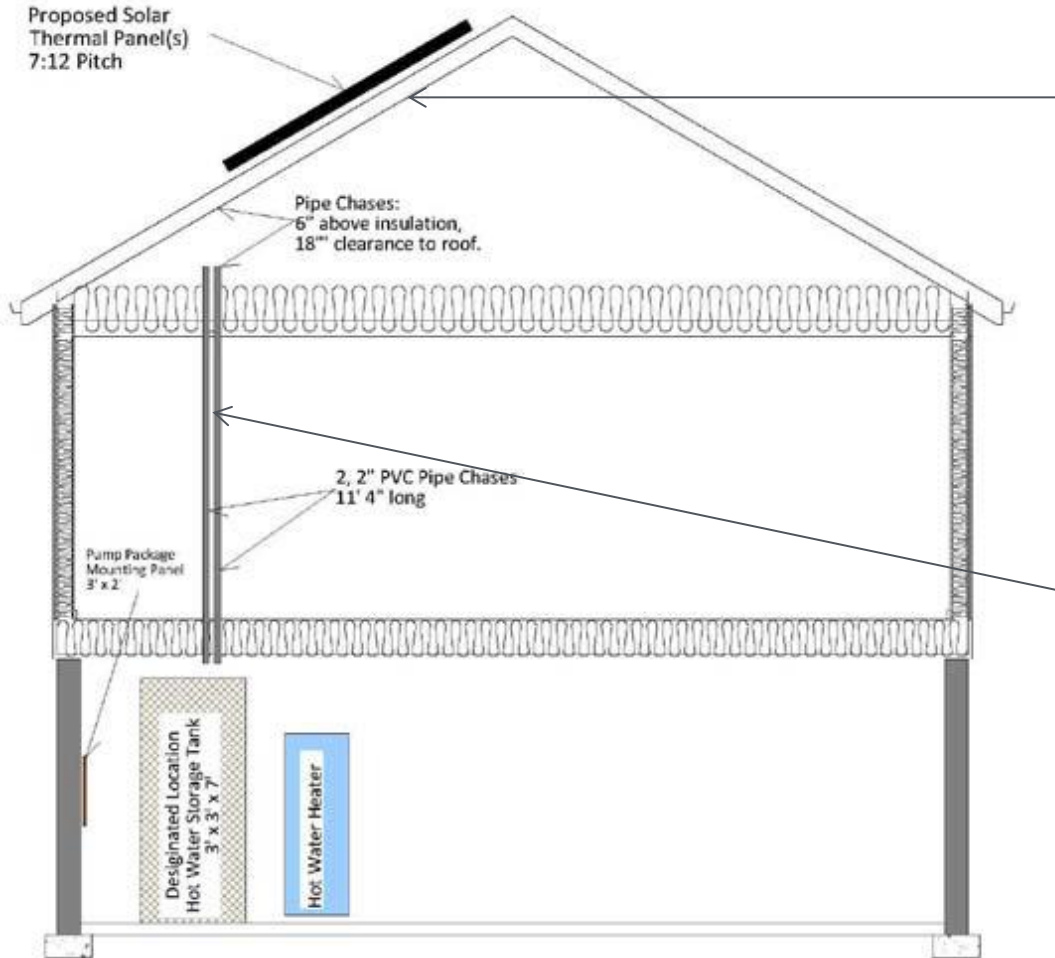 Proposed Solar
Thermal Panel(s)
7:12 Pitch
Pipe Chases:
6" above insulation,
18"" clearance to roof.
2, 2" PVC Pipe Chases
11' 4" long
Pump Package
Mounting Panel
3' x 2'
Desiginated Location
Hot Water Storage Tank
3' x 3' x 7'
Hot Water Heater